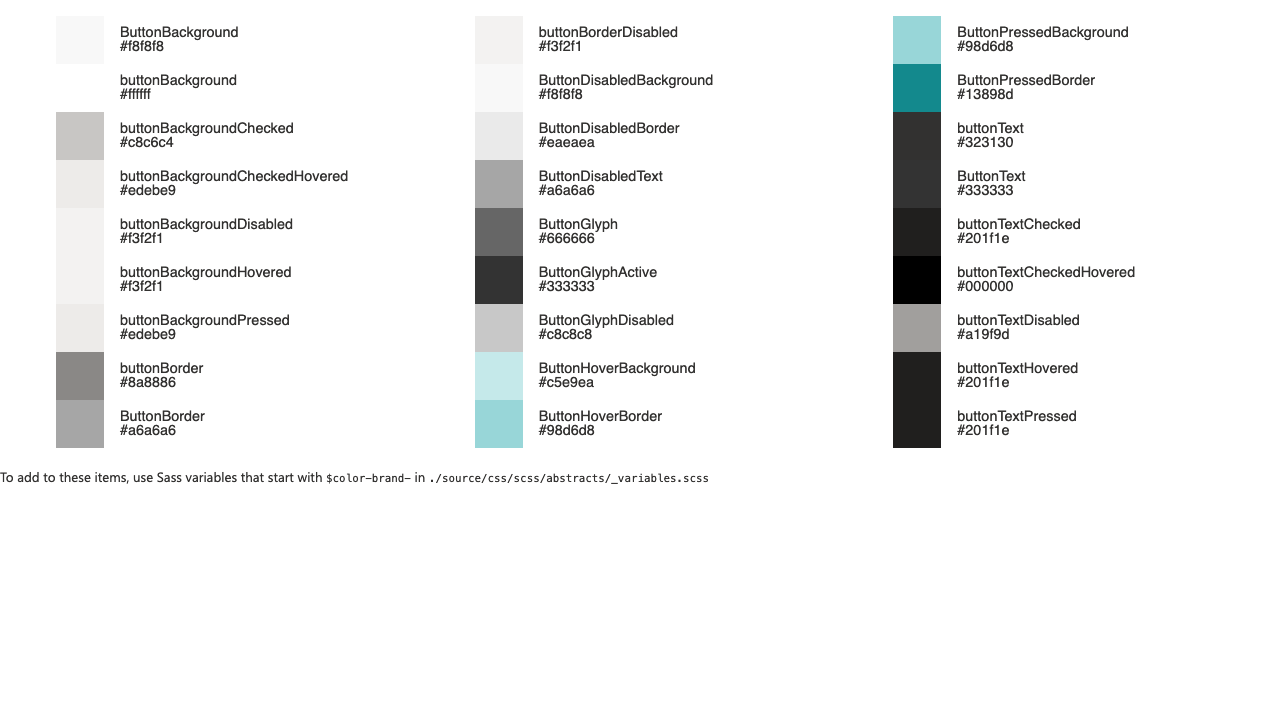 ButtonBackground
#f8f8f8
buttonBackground
#ffffff
buttonBackgroundChecked
#c8c6c4
buttonBackgroundCheckedHovered
#edebe9
buttonBackgroundDisabled
#f3f2f1
buttonBackgroundHovered
#f3f2f1
buttonBackgroundPressed
#edebe9
buttonBorder
#8a8886
ButtonBorder
#a6a6a6
buttonBorderDisabled
#f3f2f1
ButtonDisabledBackground
#f8f8f8
ButtonDisabledBorder
#eaeaea
ButtonDisabledText
#a6a6a6
ButtonGlyph
#666666
ButtonGlyphActive
#333333
ButtonGlyphDisabled
#c8c8c8
ButtonHoverBackground
#c5e9ea
ButtonHoverBorder
#98d6d8
ButtonPressedBackground
#98d6d8
ButtonPressedBorder
#13898d
buttonText
#323130
ButtonText
#333333
buttonTextChecked
#201f1e
buttonTextCheckedHovered
#000000
buttonTextDisabled
#a19f9d
buttonTextHovered
#201f1e
buttonTextPressed
#201f1e
To add to these items, use Sass variables that start with $color-brand- in ./source/css/scss/abstracts/_variables.scss